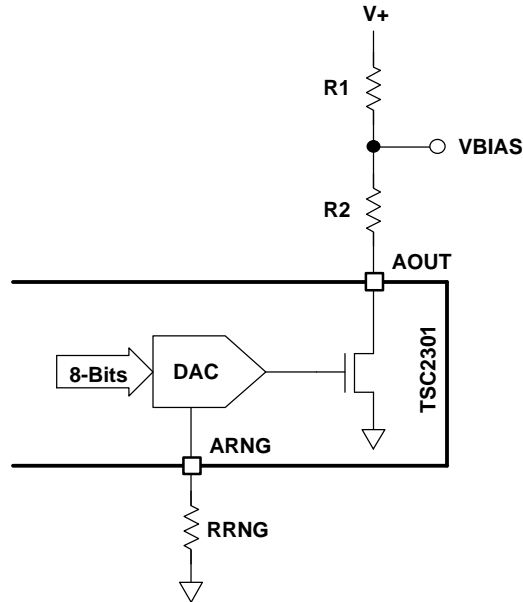 V+
R1
VBIAS
R2
AOUT
TSC2301
8-Bits
DAC
ARNG
RRNG